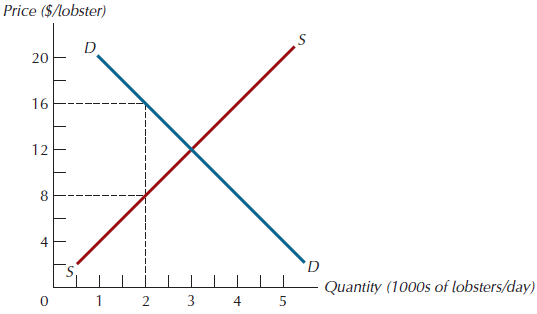 Price ($/lobster)
D
S
20
16
12
8
4
S
D
Quantity (1000s of lobsters/day)
0 1 2 3 4 5